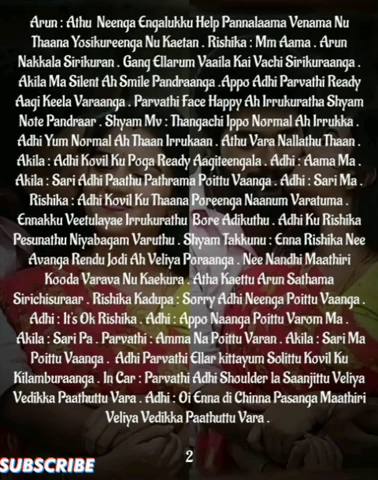 Arun : Athu Neenga Engalukku Help Pannalaama Venama Nu
Thaana Yosikureenga Nu Kaetan . Rishika : Mm Aama . Arun
Nakkala Sirikuran . Gang Ellarum Vaaila Kai Vachi Sirikuraanga .
Akila Ma Silent Ah Smile Pandraanga .Appo Adhi Parvathi Ready
Aagi Keela Varaanga . Parvathi Face Happy Ah Irrukuratha Shyam
Note Pandraar . Shyam Mv : Thangachi Ippo Normal Ah Irrukka .
Adhi Yum Normal Ah Thaan Irrukaan . Athu Vara Nallathu Thaan .
Akila : Adhi Kovil Ku Poga Ready Aagiteengala . Adhi : Aama Ma .
Akila : Sari Adhi Paathu Pathrama Poittu Vaanga . Adhi : Sari Ma .
Rishika : Adhi Kovil Ku Thaana Poreenga Naanum Varatuma .
Ennakku Veetulayae Irrukurathu Bore Adikuthu . Adhi Ku Rishika
Pesunathu Niyabagam Varuthu . Shyam Takkunu : Enna Rishika Nee
Avanga Rendu Jodi Ah Veliya Poraanga . Nee Nandhi Maathiri
Kooda Varava Nu Kaekura . Atha Kaettu Arun Sathama
Sirichisuraar . Rishika Kadupa : Sorry Adhi Neenga Poittu Vaanga .
Adhi : It's Ok Rishika . Adhi : Appo Naanga Poittu Varom Ma .
Akila : Sari Pa . Parvathi : Amma Na Poittu Varan . Akila : Sari Ma
Poittu Vaanga . Adhi Parvathi Ellar kittayum Solittu Kovil Ku
Kilamburaanga . In Car : Parvathi Adhi Shoulder la Saanjittu Veliya
Vedikka Paathuttu Vara . Adhi : Oi Enna di Chinna Pasanga Maathiri
Veliya Vedikka Paathuttu Vara .
2
SUBSCRIBE